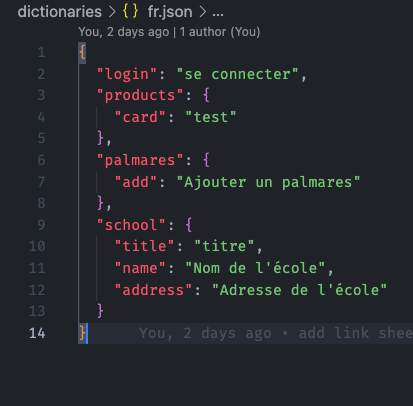 dictionaries > {} fr.json > ...
You, 2 days ago | 1 author (You)
1 {
2 "login": "se connecter",
3 "products": {
4 "card": "test"
5 },
6 "palmares": {
7 "add": "Ajouter un palmares"
8 },
9 "school": {
10 "title": "titre",
11 "name": "Nom de l'école",
12 "address": "Adresse de l'école"
13 }
14 } You, 2 days ago • add link shee